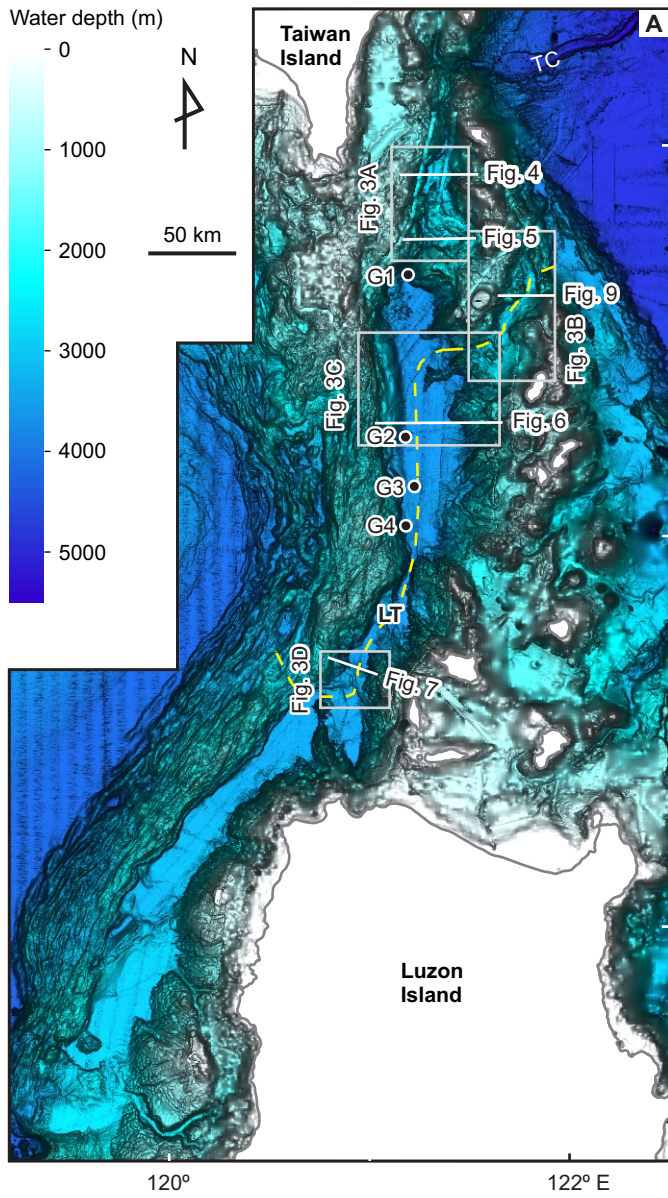 Water depth (m)
0
1000
2000
3000
4000
5000
N
50 km
Taiwan
Island
A
TC
Fig. 3A
Fig. 4
Fig. 5
G1
Fig. 9
Fig. 3B
Fig. 3C
Fig. 6
G2
G3
G4
LT
Fig. 3D
Fig. 7
Luzon
Island
120º
122º E